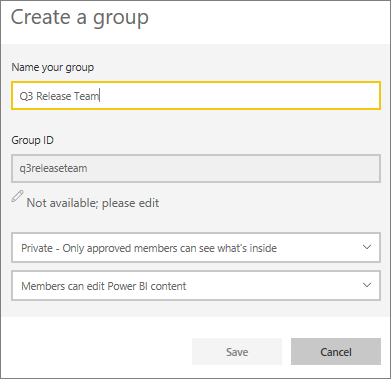 Create a group
Name your group
Q3 Release Team
Group ID
q3releaseteam
Not available; please edit
Private - Only approved members can see what's inside
Members can edit Power BI content
Save Cancel